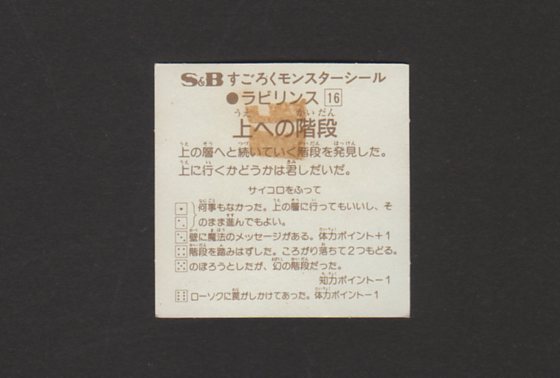 S&B すごろくモンスターシール
●ラビリンス 16
上への階段
上の層へと続いていく階段を発見した。
上に行くかどうかは君しだいだ。
サイコロをふって
⚀ 何事もなかった。上の層に行ってもいいし、そ
⚁ のまま進んでもよい。
⚂ 壁に魔法のメッセージがある。体力ポイント+1
⚃ 階段を踏みはずした。ころがり落ちて2つもどる。
⚄ のぼろうとしたが、幻の階段だった。
知力ポイント−1
⚅ ローソクに罠がしかけてあった。体力ポイント−1